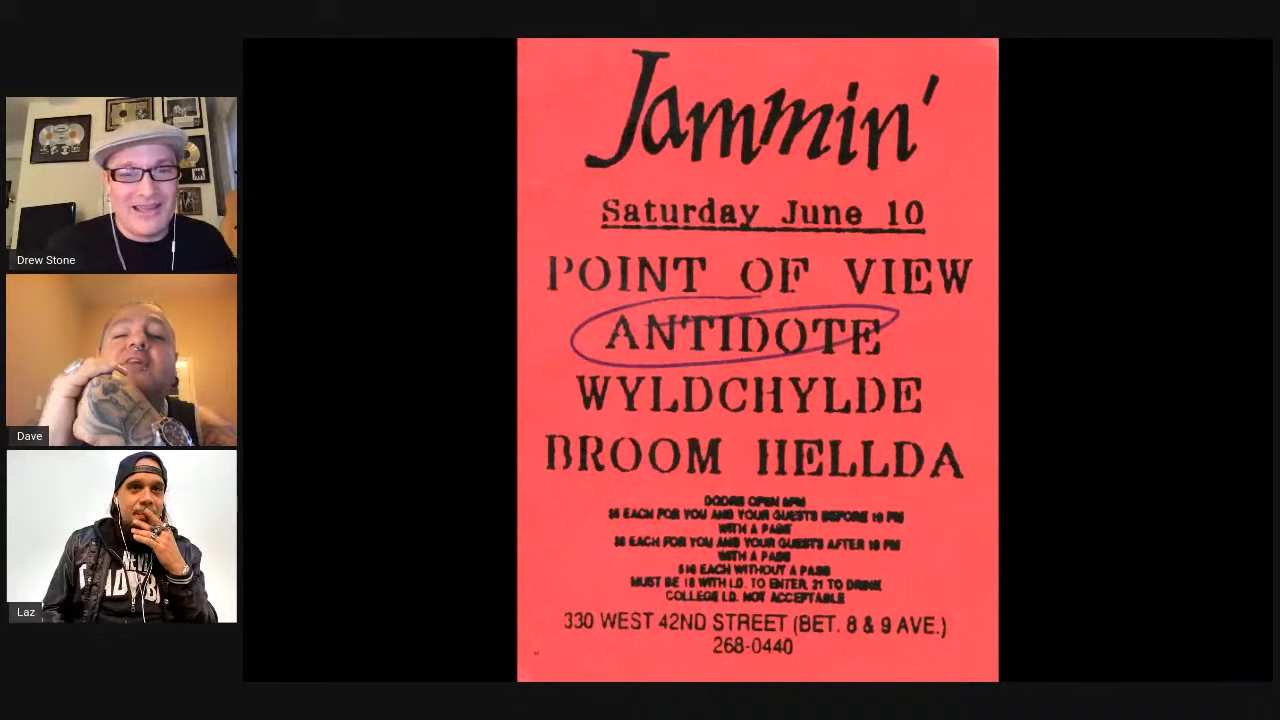 Drew Stone
Dave
Laz
Jammin'
Saturday June 10
POINT OF VIEW
ANTIDOTE
WYLDCHYLDE
BROOM HELLDA
DOORS OPEN 8PM
EACH FOR YOU AND YOUR GUESTS BEFORE 10 PM
WITH A PASS
EACH FOR YOU AND YOUR GUESTS AFTER 10 PM
WITH A PASS
EACH WITHOUT A PASS
MUST BE 18 WITH I.D. TO ENTER, 21 TO DRINK
COLLEGE I.D. NOT ACCEPTABLE
330 WEST 42ND STREET (BET. 8 & 9 AVE.)
268-0440